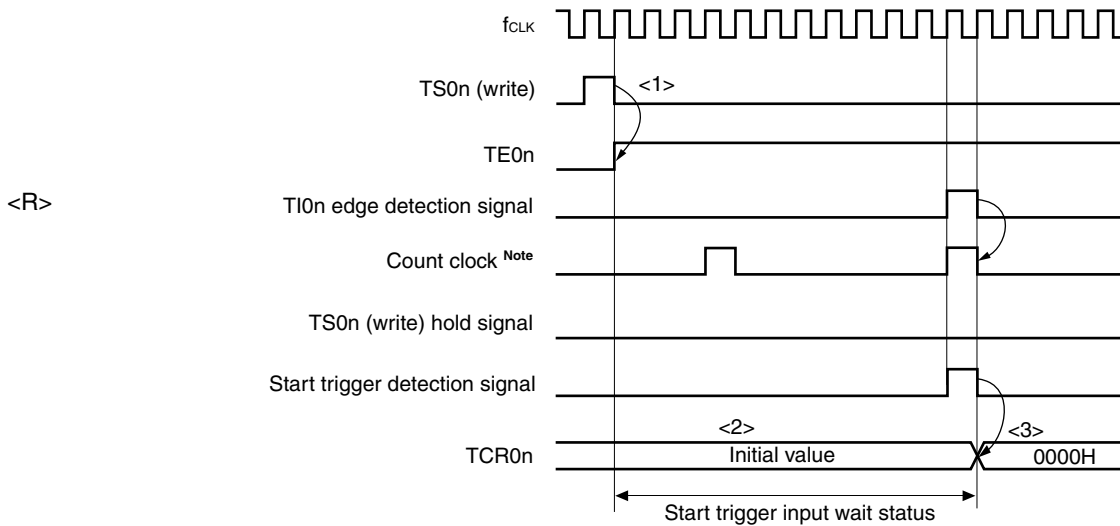 fCLK
TS0n (write)
<1>
TE0n
<R>
TI0n edge detection signal
Count clock Note
TS0n (write) hold signal
Start trigger detection signal
<2>
<3>
TCR0n
Initial value
0000H
Start trigger input wait status